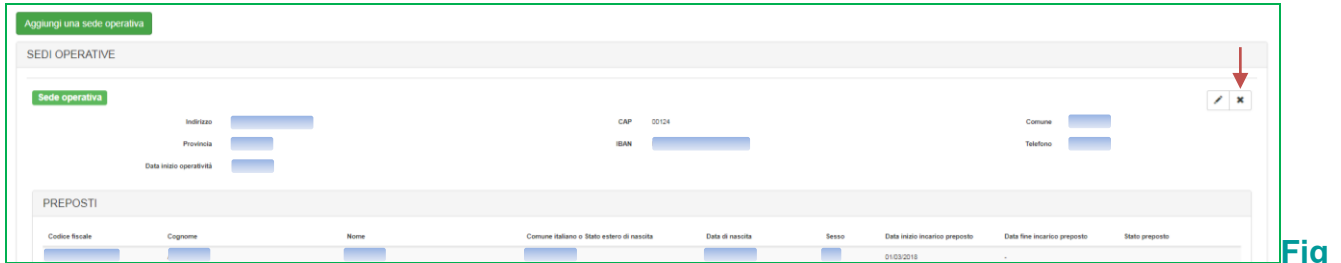 Aggiungi una sede operativa
SEDI OPERATIVE
Sede operativa
Indirizzo CAP 00124 Comune
Provincia IBAN Telefono
Data inizio operatività
PREPOSTI
Codice fiscale Cognome Nome Comune italiano o Stato estero di nascita Data di nascita Sesso Data inizio incarico preposto Data fine incarico preposto Stato preposto
01/03/2018 -
Fig